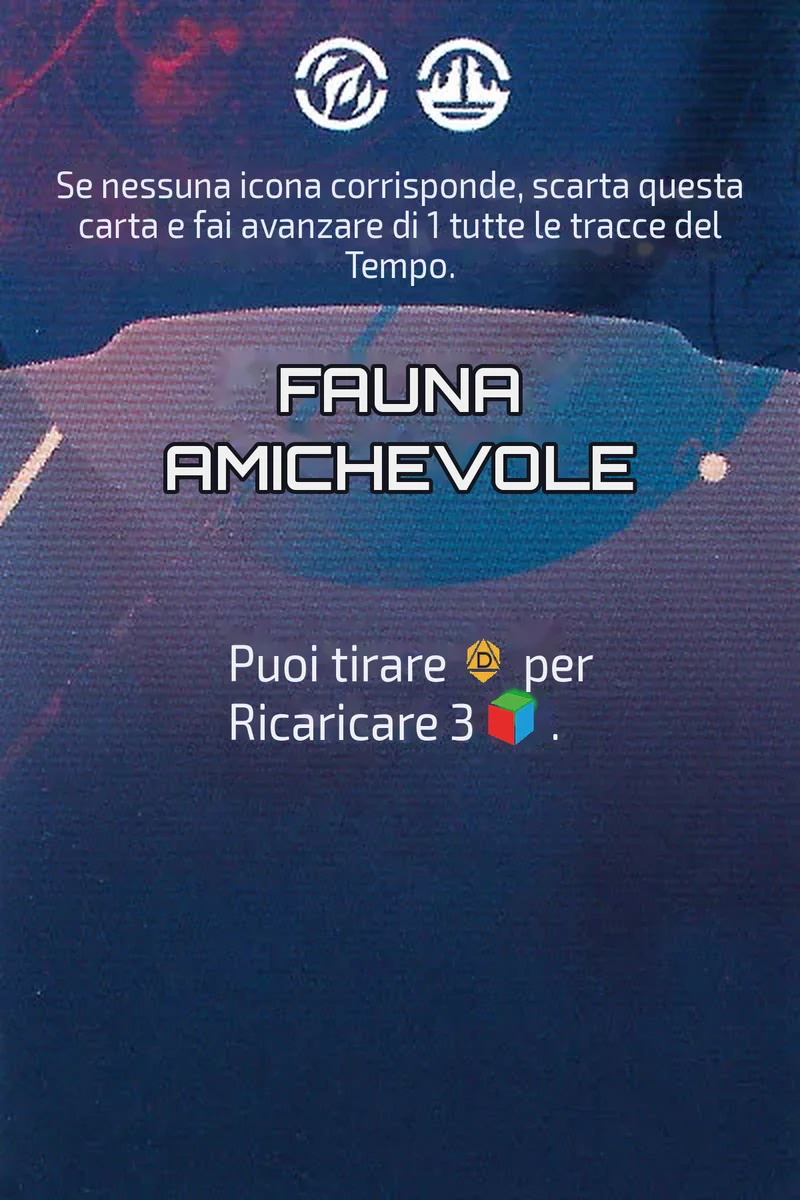 Se nessuna icona corrisponde, scarta questa
carta e fai avanzare di 1 tutte le tracce del
Tempo.
FAUNA
AMICHEVOLE
Puoi tirare D per
Ricaricare 3 .